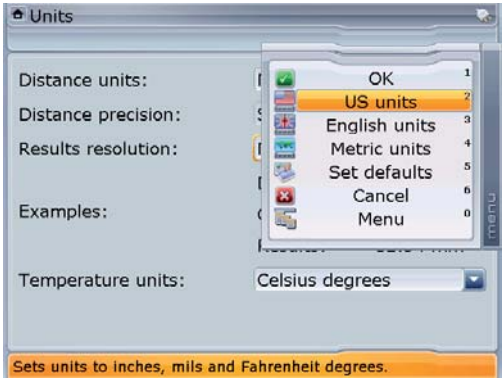 Units
Distance units:
Distance precision:
Results resolution:
Examples:
Temperature units:
Celsius degrees
OK 1
US units 2
English units 3
Metric units 4
Set defaults 5
Cancel 6
Menu 0
menu
Sets units to inches, mils and Fahrenheit degrees.